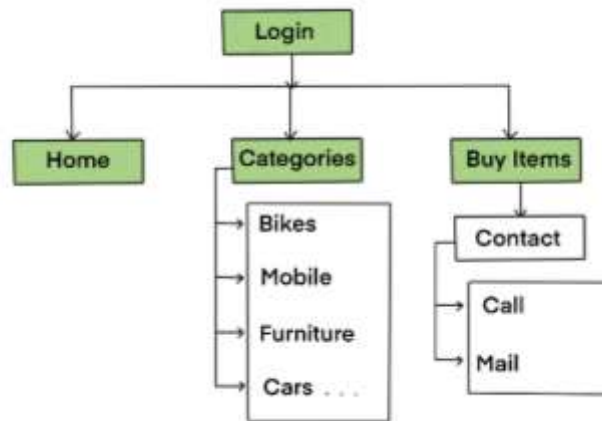 Login
Home
Categories
Buy Items
Bikes
Mobile
Furniture
Cars . . .
Contact
Call
Mail